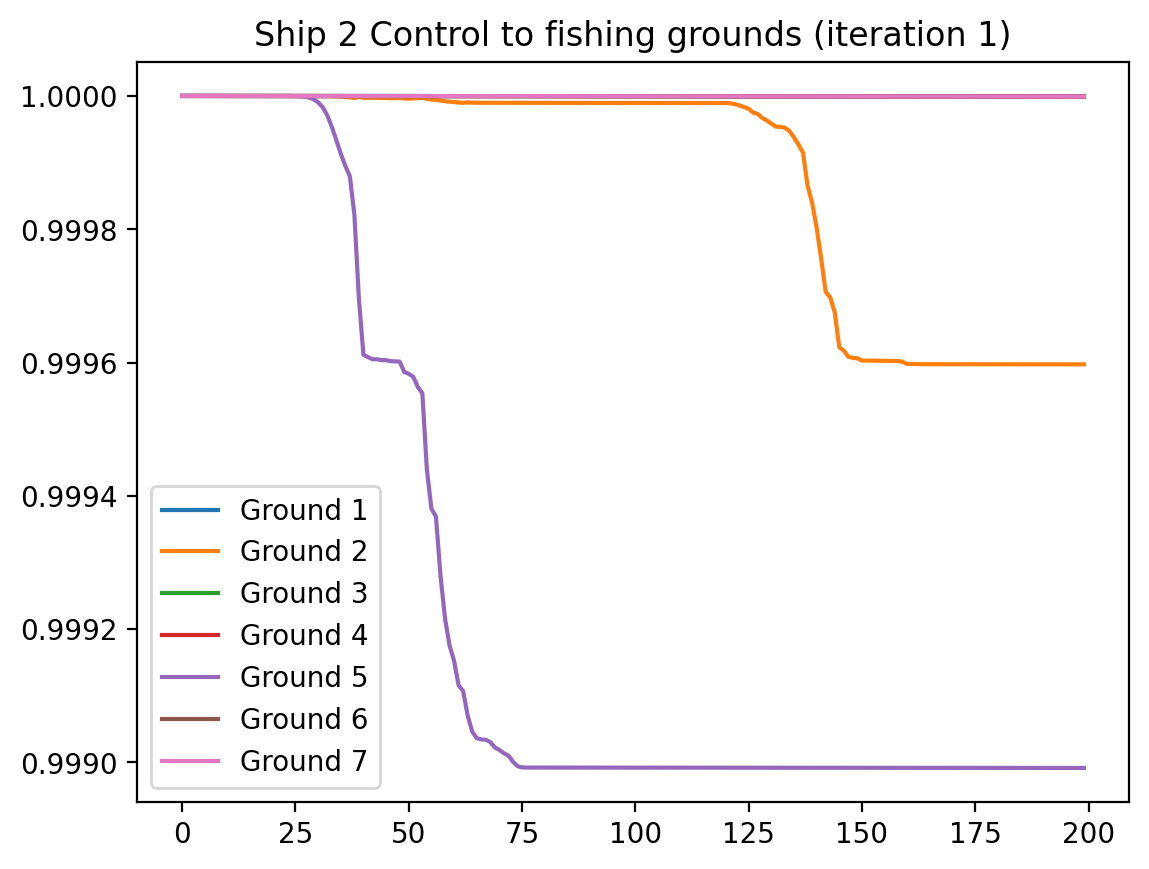 Ship 2 Control to fishing grounds (iteration 1)
1.0000
0.9998
0.9996
0.9994
0.9992
0.9990
Ground 1
Ground 2
Ground 3
Ground 4
Ground 5
Ground 6
Ground 7
0 25 50 75 100 125 150 175 200